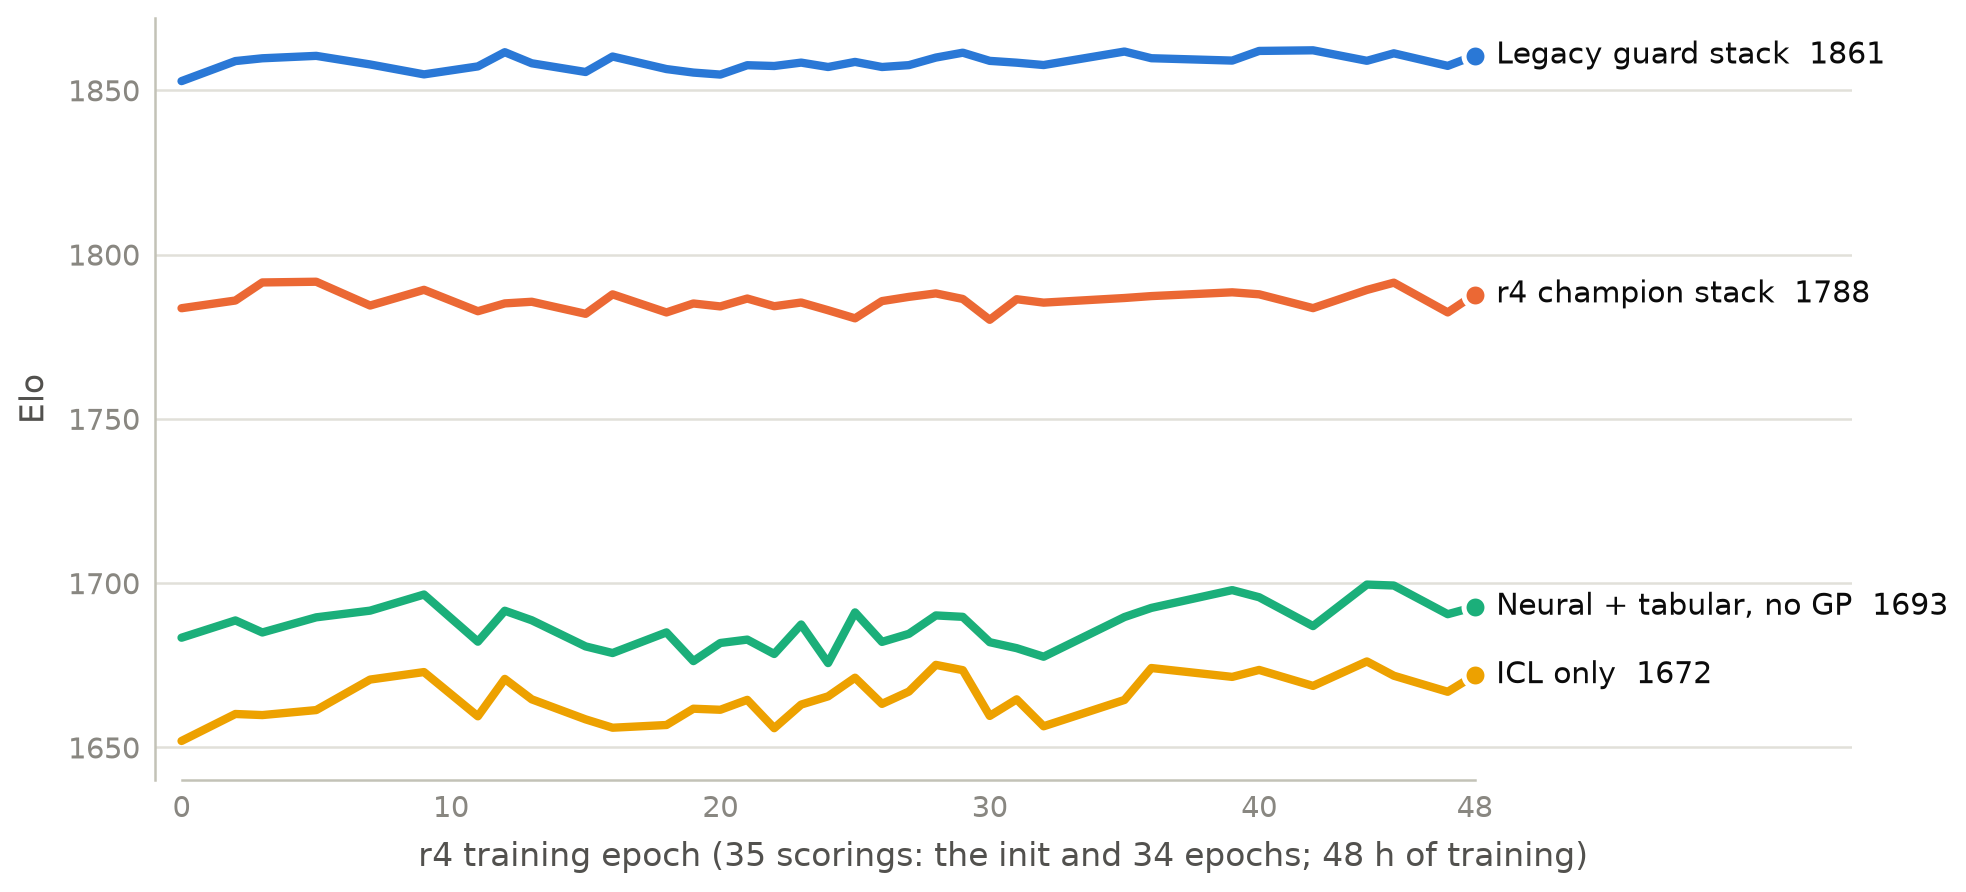 Legacy guard stack 1861
1850
1800
r4 champion stack 1788
Elo
1750
1700
Neural + tabular, no GP 1693
ICL only 1672
1650
0 10 20 30 40 48
r4 training epoch (35 scorings: the init and 34 epochs; 48 h of training)